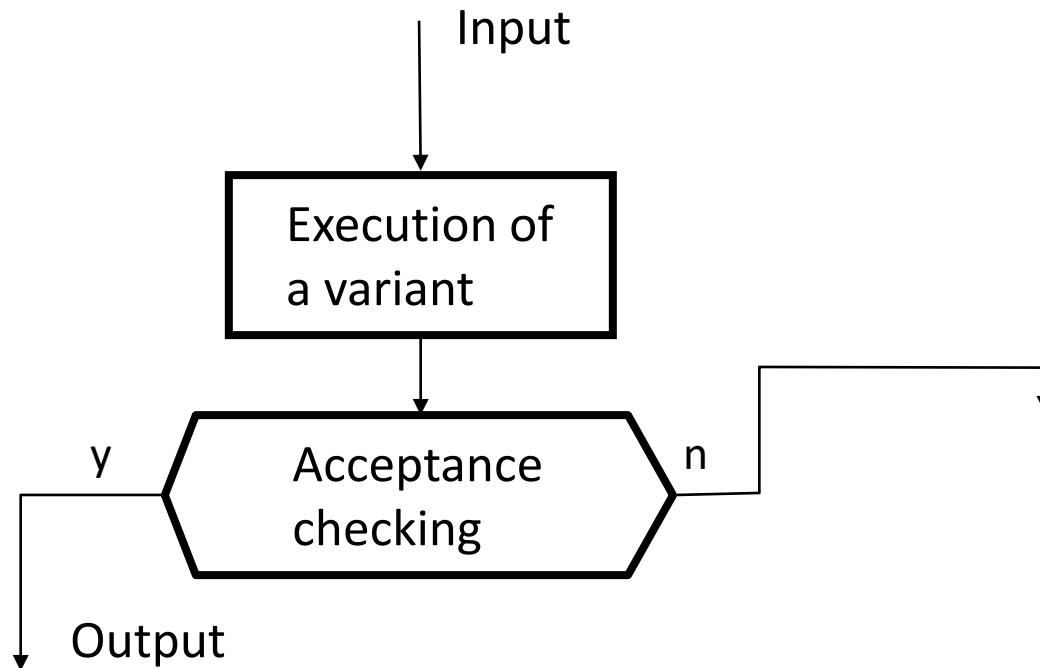 Input
Execution of
a variant
y
n
Acceptance
checking
Output